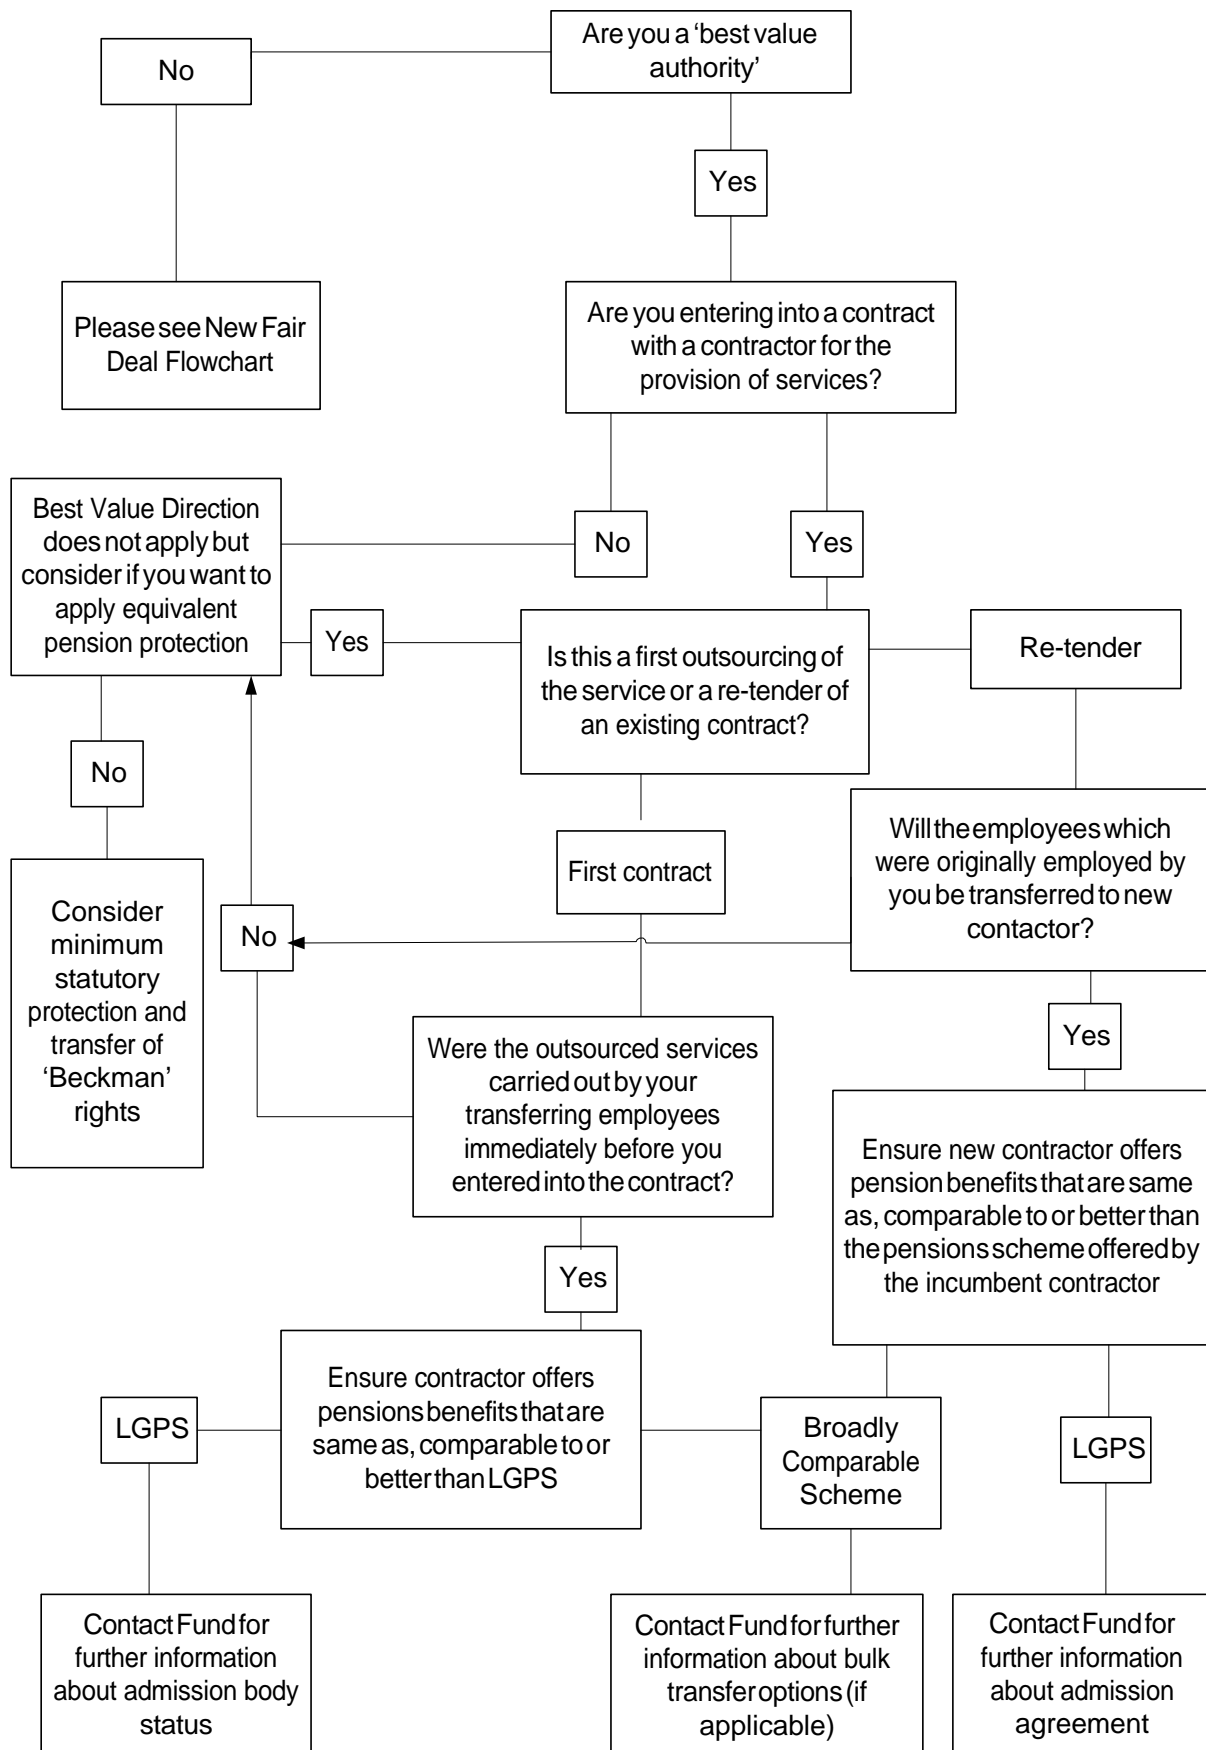 Are you a ‘best value
authority’
No
Yes
Please see New Fair
Deal Flowchart
Are you entering into a contract
with a contractor for the
provision of services?
Best Value Direction
does not apply but
consider if you want to
apply equivalent
pension protection
No
Yes
Yes
Is this a first outsourcing of
the service or a re-tender of
an existing contract?
Re-tender
No
First contract
Will the employees which
were originally employed by
you be transferred to new
contactor?
Consider
minimum
statutory
protection and
transfer of
‘Beckman’
rights
No
Yes
Were the outsourced services
carried out by your
transferring employees
immediately before you
entered into the contract?
Ensure new contractor offers
pension benefits that are same
as, comparable to or better than
the pensions scheme offered by
the incumbent contractor
Yes
Ensure contractor offers
pensions benefits that are
same as, comparable to or
better than LGPS
LGPS
Broadly
Comparable
Scheme
LGPS
Contact Fund for
further information
about admission body
status
Contact Fund for further
information about bulk
transfer options (if
applicable)
Contact Fund for
further information
about admission
agreement